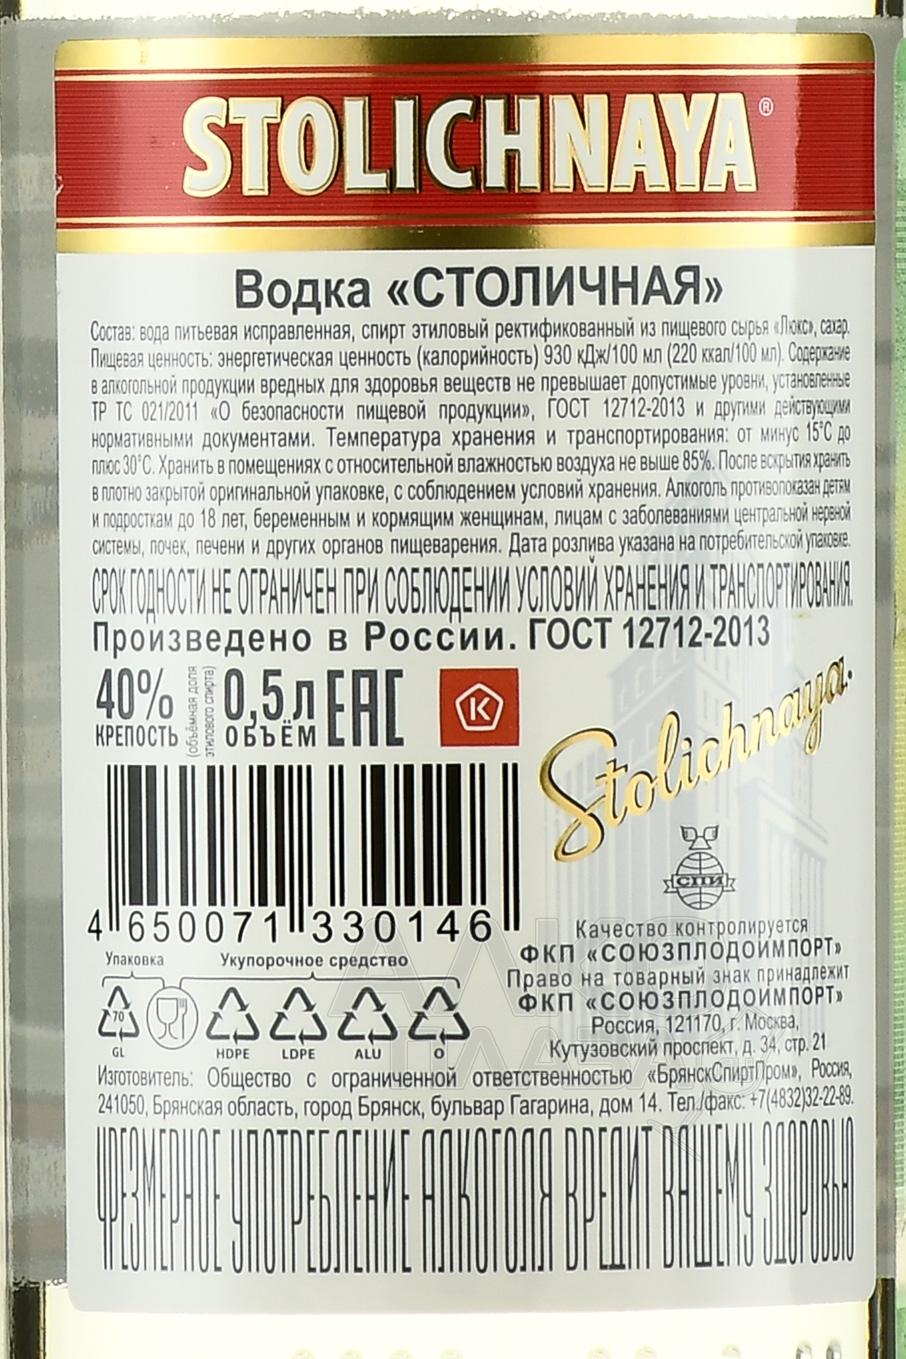 STOLICHNAYA®
Водка «СТОЛИЧНАЯ»
Состав: вода питьевая исправленная, спирт этиловый ректификованный из пищевого сырья «Люкс», сахар.
Пищевая ценность: энергетическая ценность (калорийность) 930 кДж/100 мл (220 ккал/100 мл). Содержание
в алкогольной продукции вредных для здоровья веществ не превышает допустимые уровни, установленные
ТР ТС 021/2011 «О безопасности пищевой продукции», ГОСТ 12712-2013 и другими действующими
нормативными документами. Температура хранения и транспортирования: от минус 15°С до
плюс 30°С. Хранить в помещениях с относительной влажностью воздуха не выше 85%. После вскрытия хранить
в плотно закрытой оригинальной упаковке, с соблюдением условий хранения. Алкоголь противопоказан детям
и подросткам до 18 лет, беременным и кормящим женщинам, лицам с заболеваниями центральной нервной
системы, почек, печени и других органов пищеварения. Дата розлива указана на потребительской упаковке.
СРОК ГОДНОСТИ НЕ ОГРАНИЧЕН ПРИ СОБЛЮДЕНИИ УСЛОВИЙ ХРАНЕНИЯ И ТРАНСПОРТИРОВАНИЯ.
Произведено в России. ГОСТ 12712-2013
40%
КРЕПОСТЬ
(объёмная доля
этилового спирта)
0,5л
ОБЪЁМ
ЕАС
К
Stolichnaya.
4 650071 330146
СПИ
Качество контролируется
ФКП «СОЮЗПЛОДОИМПОРТ»
Право на товарный знак принадлежит
ФКП «СОЮЗПЛОДОИМПОРТ»
Россия, 121170, г. Москва,
Кутузовский проспект, д. 34, стр. 21
Упаковка
Укупорочное средство
70
GL
HDPE
LDPE
ALU
O
Изготовитель: Общество с ограниченной ответственностью «БрянскСпиртПром», Россия,
241050, Брянская область, город Брянск, бульвар Гагарина, дом 14. Тел./факс: +7(4832)32-22-89.
ЧРЕЗМЕРНОЕ УПОТРЕБЛЕНИЕ АЛКОГОЛЯ ВРЕДИТ ВАШЕМУ ЗДОРОВЬЮ